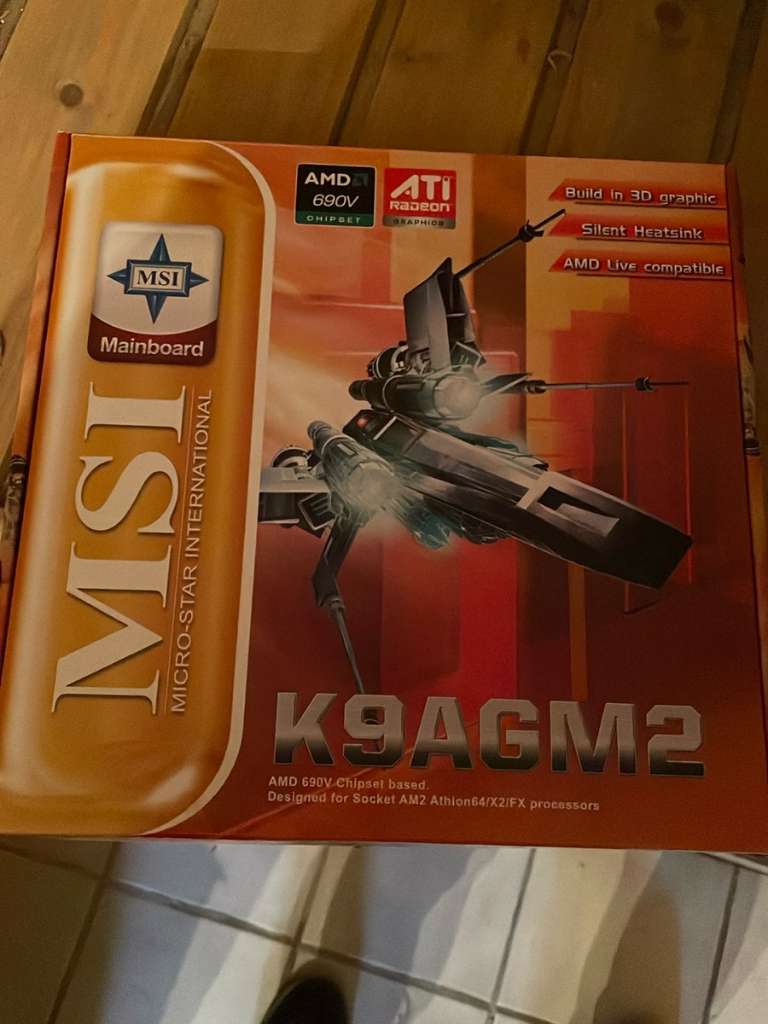 AMD
690V
CHIPSET
ATI
RADEON
GRAPHICS
Build in 3D graphic
Silent Heatsink
AMD Live compatible
MSI
Mainboard
MSI
MICRO-STAR INTERNATIONAL
K9AGM2
AMD 690V Chipset based.
Designed for Socket AM2 Athlon64/X2/FX processors